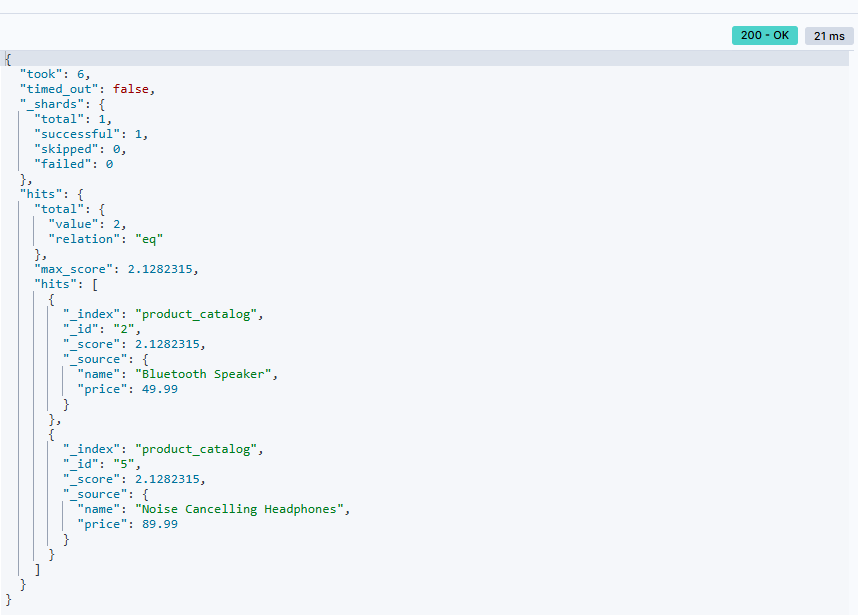 200 - OK 21 ms
{
  "took": 6,
  "timed_out": false,
  "_shards": {
    "total": 1,
    "successful": 1,
    "skipped": 0,
    "failed": 0
  },
  "hits": {
    "total": {
      "value": 2,
      "relation": "eq"
    },
    "max_score": 2.1282315,
    "hits": [
      {
        "_index": "product_catalog",
        "_id": "2",
        "_score": 2.1282315,
        "_source": {
          "name": "Bluetooth Speaker",
          "price": 49.99
        }
      },
      {
        "_index": "product_catalog",
        "_id": "5",
        "_score": 2.1282315,
        "_source": {
          "name": "Noise Cancelling Headphones",
          "price": 89.99
        }
      }
    ]
  }
}